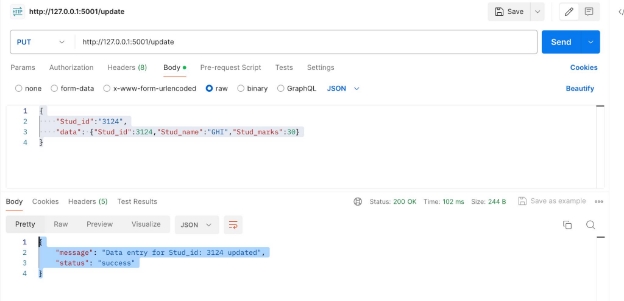 HTTP http://127.0.0.1:5001/update Save
PUT http://127.0.0.1:5001/update Send
Params Authorization Headers (8) Body Pre-request Script Tests Settings Cookies
none form-data x-www-form-urlencoded raw binary GraphQL JSON Beautify
1 {
2 "Stud_id":"3124",
3 "data": {"Stud_id":3124,"Stud_name":"GHI","Stud_marks":30}
4 }
Body Cookies Headers (5) Test Results Status: 200 OK Time: 102 ms Size: 244 B Save as example
Pretty Raw Preview Visualize JSON
1 {
2 "message": "Data entry for Stud_id: 3124 updated",
3 "status": "success"
4 }